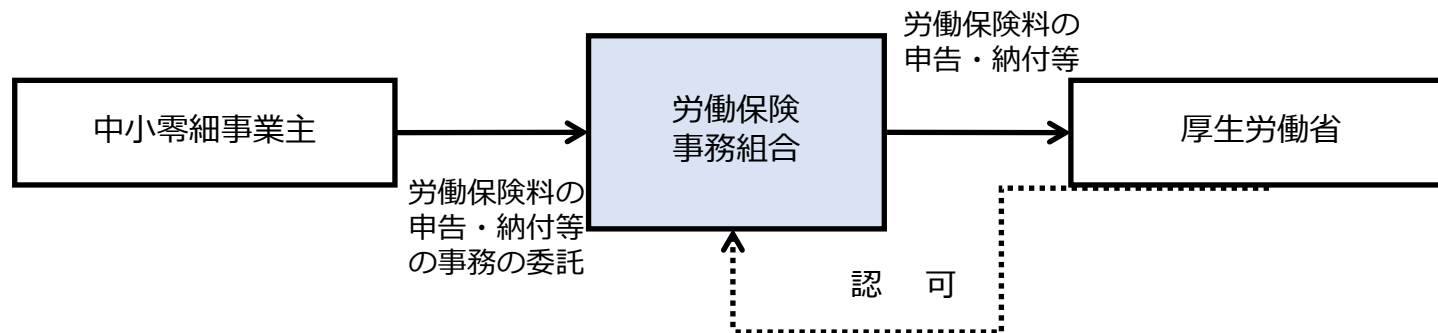 中小零細事業主
労働保険料の
申告・納付等
の事務の委託
労働保険
事務組合
労働保険料の
申告・納付等
厚生労働省
認 可